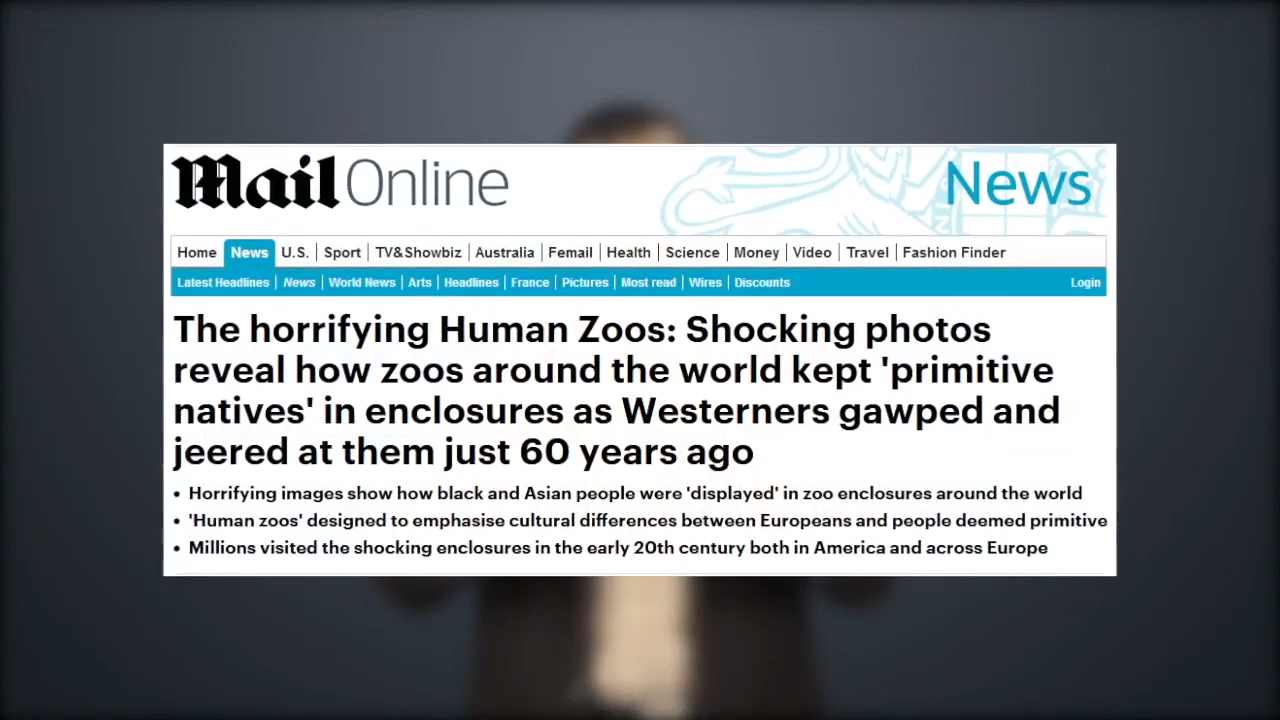 Mail Online News
Home News U.S. Sport TV&Showbiz Australia Femail Health Science Money Video Travel Fashion Finder
Latest Headlines News World News Arts Headlines France Pictures Most read Wires Discounts Login
The horrifying Human Zoos: Shocking photos
reveal how zoos around the world kept 'primitive
natives' in enclosures as Westerners gawped and
jeered at them just 60 years ago
• Horrifying images show how black and Asian people were 'displayed' in zoo enclosures around the world
• 'Human zoos' designed to emphasise cultural differences between Europeans and people deemed primitive
• Millions visited the shocking enclosures in the early 20th century both in America and across Europe